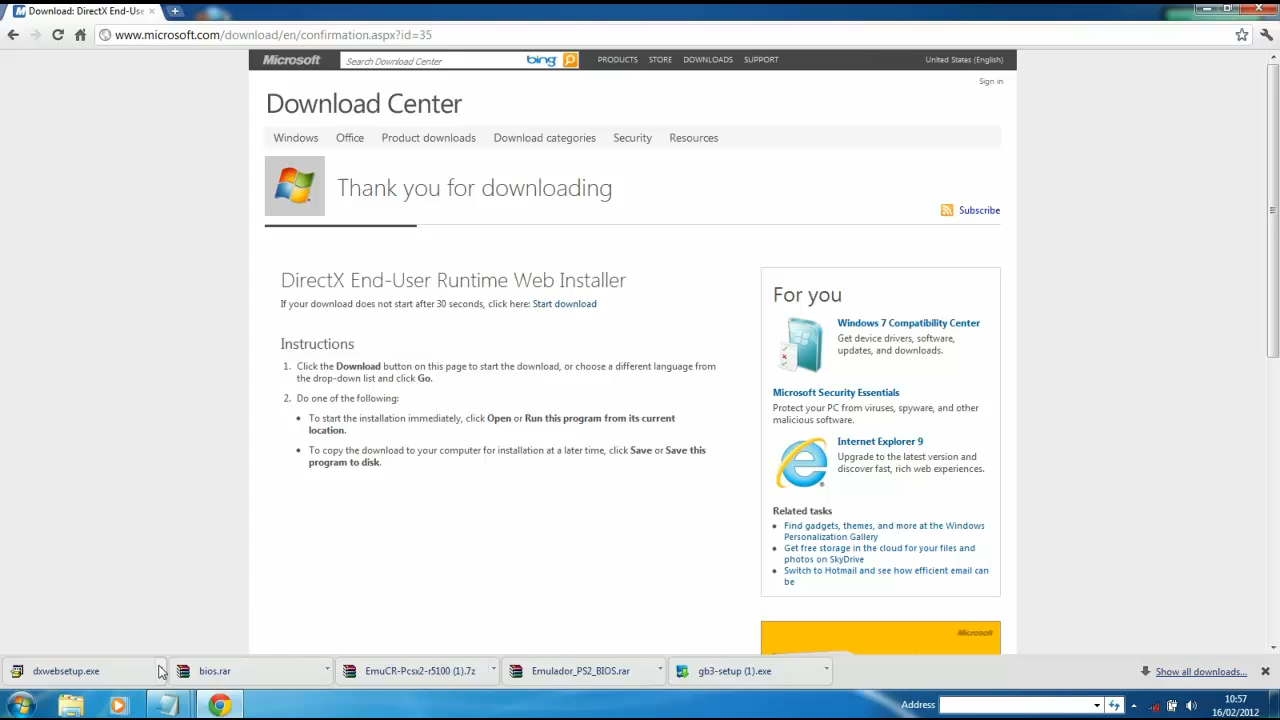 Download: DirectX End-Use
www.microsoft.com/download/en/confirmation.aspx?id=35
Microsoft
Search Download Center
bing
PRODUCTS STORE DOWNLOADS SUPPORT
United States (English)
Sign in
Download Center
Windows Office Product downloads Download categories Security Resources
Thank you for downloading
Subscribe
DirectX End-User Runtime Web Installer
If your download does not start after 30 seconds, click here: Start download
Instructions
1. Click the Download button on this page to start the download, or choose a different language from
the drop-down list and click Go.
2. Do one of the following:
• To start the installation immediately, click Open or Run this program from its current
location.
• To copy the download to your computer for installation at a later time, click Save or Save this
program to disk.
For you
Windows 7 Compatibility Center
Get device drivers, software,
updates, and downloads.
Microsoft Security Essentials
Protect your PC from viruses, spyware, and other
malicious software.
Internet Explorer 9
Upgrade to the latest version and
discover fast, rich web experiences.
Related tasks
• Find gadgets, themes, and more at the Windows
Personalization Gallery
• Get free storage in the cloud for your files and
photos on SkyDrive
• Switch to Hotmail and see how efficient email can
be
Microsoft
dxwebsetup.exe
bios.rar
EmuCR-Pcsx2-r5100 (1).7z
Emulador_PS2_BIOS.rar
gb3-setup (1).exe
Show all downloads...
Address
10:57
16/02/2012